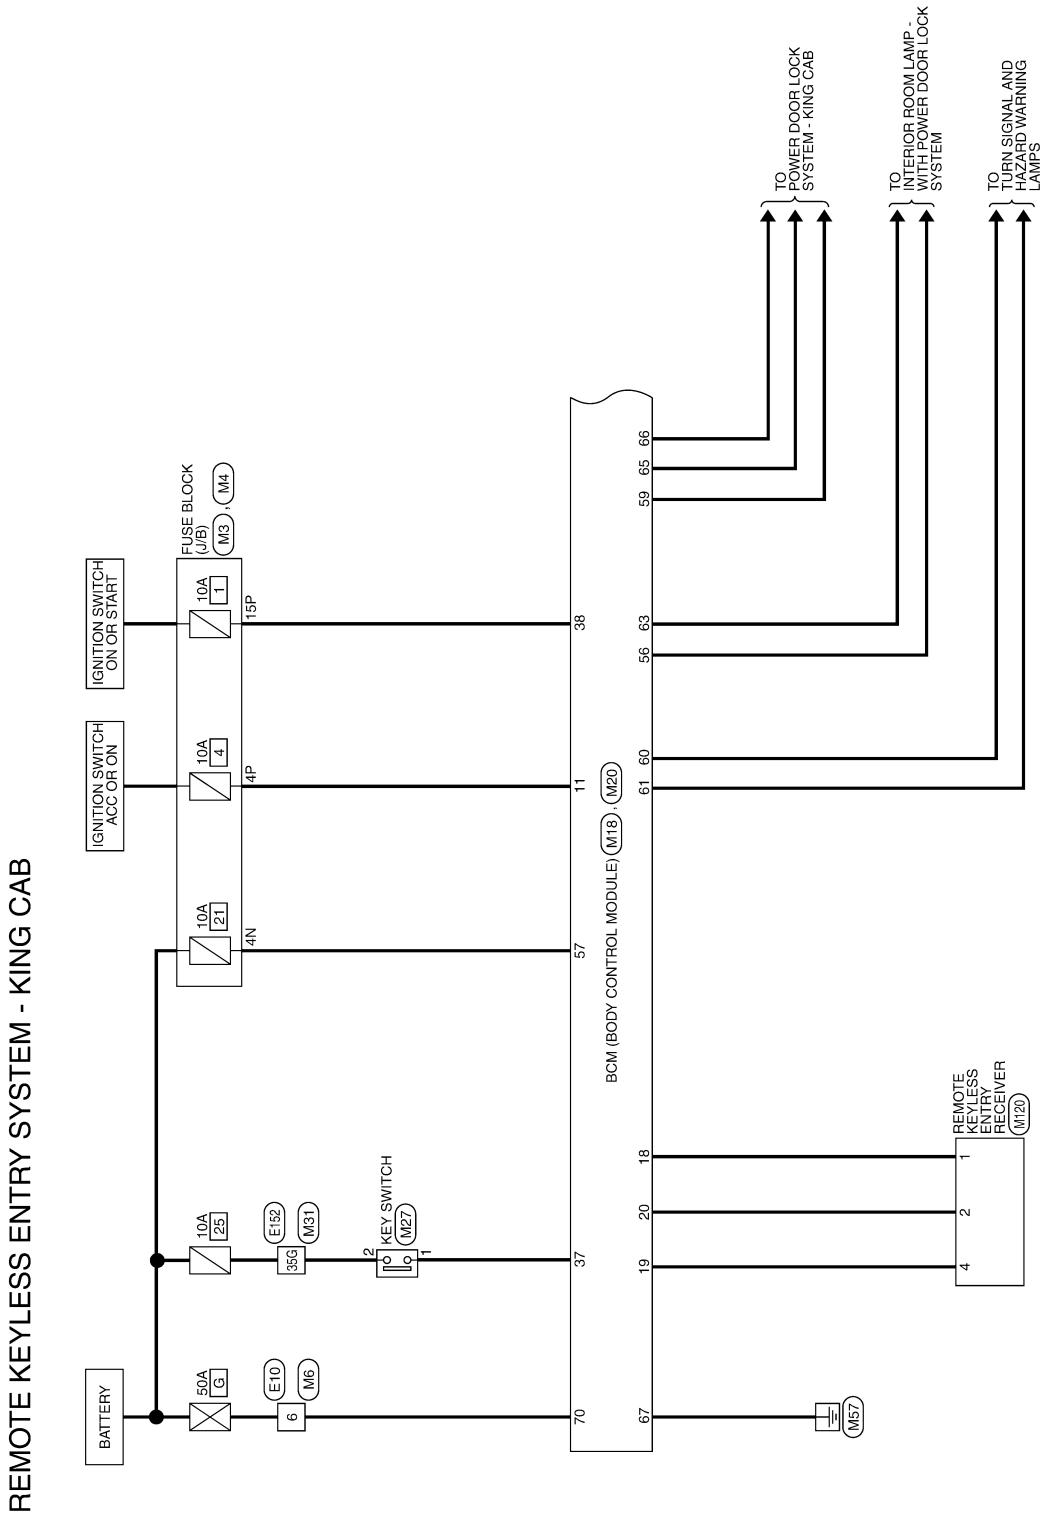 REMOTE KEYLESS ENTRY SYSTEM - KING CAB
BATTERY
IGNITION SWITCH
ACC OR ON
IGNITION SWITCH
ON OR START
50A
G
10A
25
10A
21
10A
4
10A
1
FUSE BLOCK
(J/B)
M3 , M4
4N
4P
15P
6
E10
M6
35G
E152
M31
2
1
KEY SWITCH
M27
70
37
57
11
38
BCM (BODY CONTROL MODULE) M18 , M20
67
19
20
18
61
60
56
63
59
65
66
M57
4
2
1
REMOTE
KEYLESS
ENTRY
RECEIVER
M120
TO
POWER DOOR LOCK
SYSTEM - KING CAB
TO
INTERIOR ROOM LAMP -
WITH POWER DOOR LOCK
SYSTEM
TO
TURN SIGNAL AND
HAZARD WARNING
LAMPS